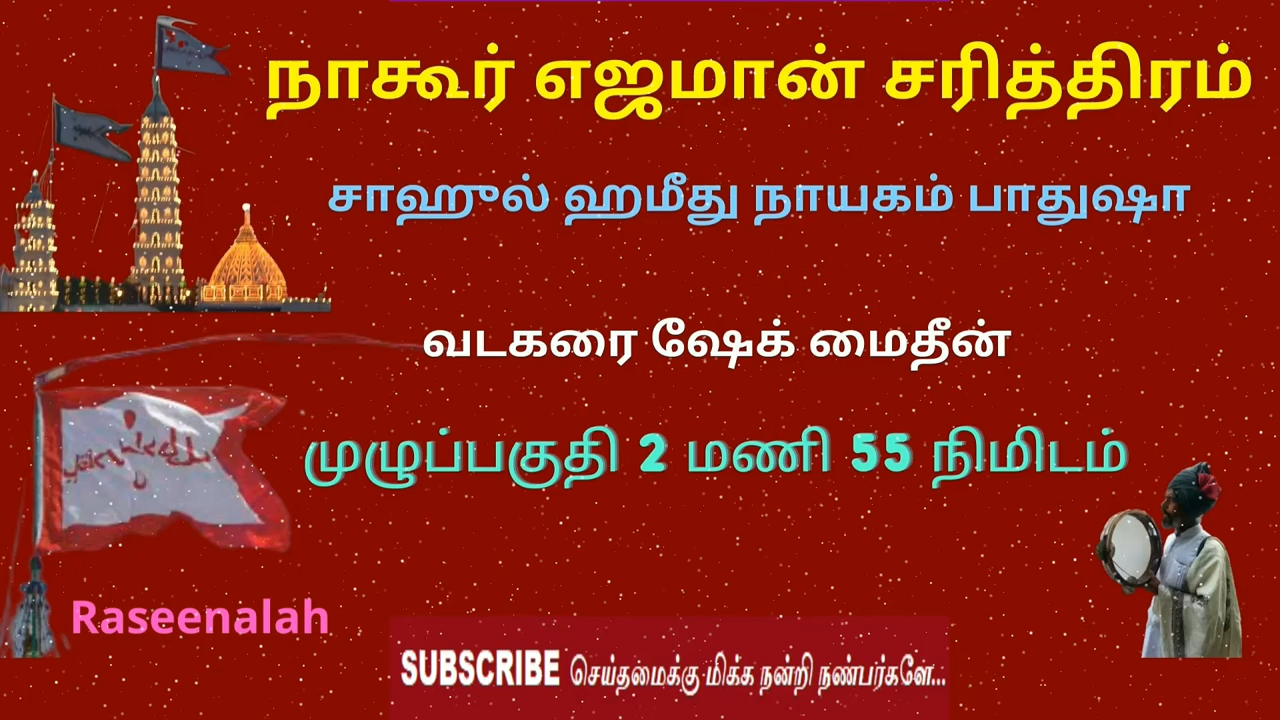 நாகூர் எஜமான் சரித்திரம்
சாஹுல் ஹமீது நாயகம் பாதுஷா
வடகரை ஷேக் மைதீன்
முழுப்பகுதி 2 மணி 55 நிமிடம்
Raseenalah
SUBSCRIBE செய்தமைக்கு மிக்க நன்றி நண்பர்களே...